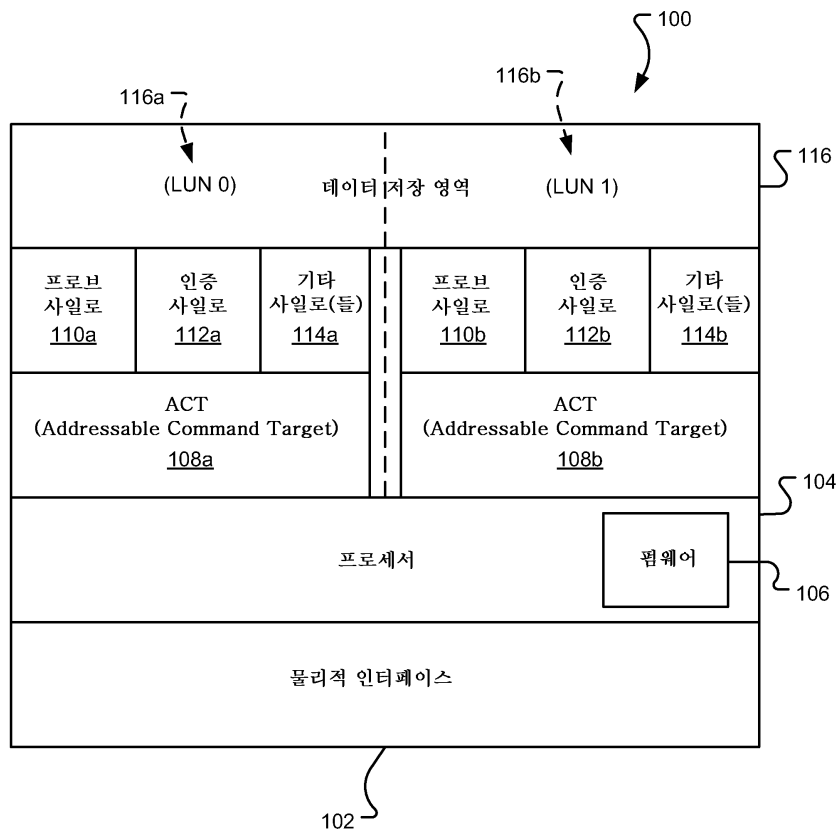 100
116a
116b
116
(LUN 0)
데이터 저장 영역
(LUN 1)
프로브
사일로
110a
인증
사일로
112a
기타
사일로(들)
114a
프로브
사일로
110b
인증
사일로
112b
기타
사일로(들)
114b
ACT
(Addressable Command Target)
108a
ACT
(Addressable Command Target)
108b
104
프로세서
펌웨어
106
물리적 인터페이스
102